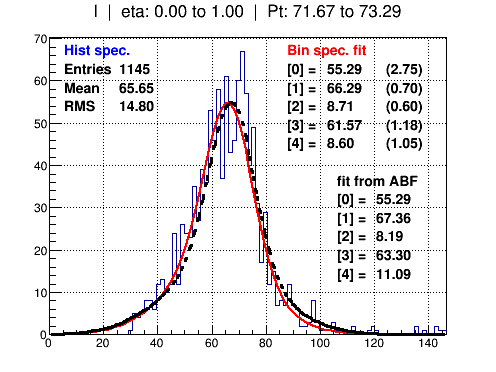 I | eta: 0.00 to 1.00 | Pt: 71.67 to 73.29
Hist spec.
Entries 1145
Mean 65.65
RMS 14.80
Bin spec. fit
[0] = 55.29 (2.75)
[1] = 66.29 (0.70)
[2] = 8.71 (0.60)
[3] = 61.57 (1.18)
[4] = 8.60 (1.05)
fit from ABF
[0] = 55.29
[1] = 67.36
[2] = 8.19
[3] = 63.30
[4] = 11.09
70
60
50
40
30
20
10
0
0 20 40 60 80 100 120 140